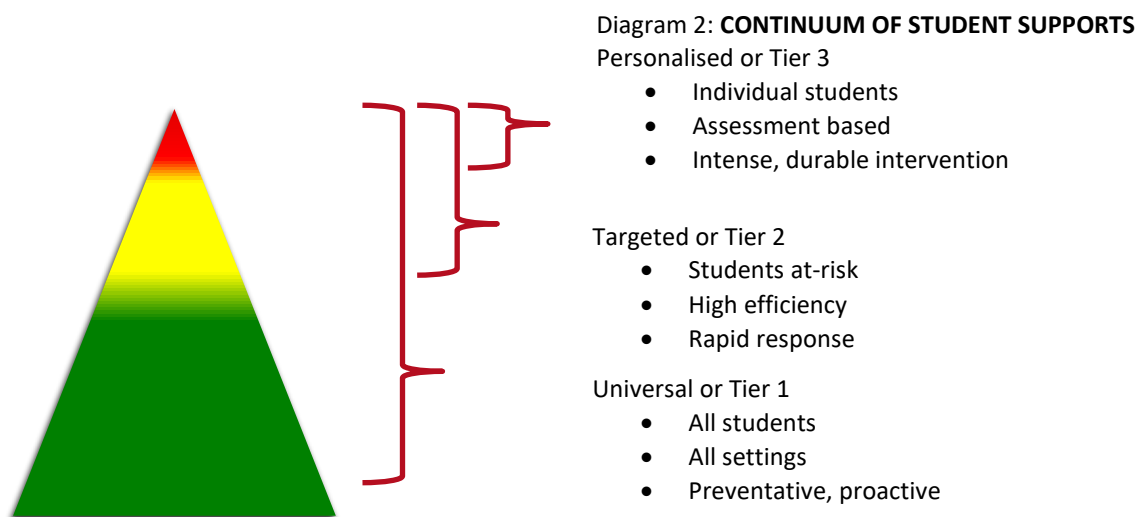 Diagram 2: CONTINUUM OF STUDENT SUPPORTS
Personalised or Tier 3
• Individual students
• Assessment based
• Intense, durable intervention
Targeted or Tier 2
• Students at-risk
• High efficiency
• Rapid response
Universal or Tier 1
• All students
• All settings
• Preventative, proactive